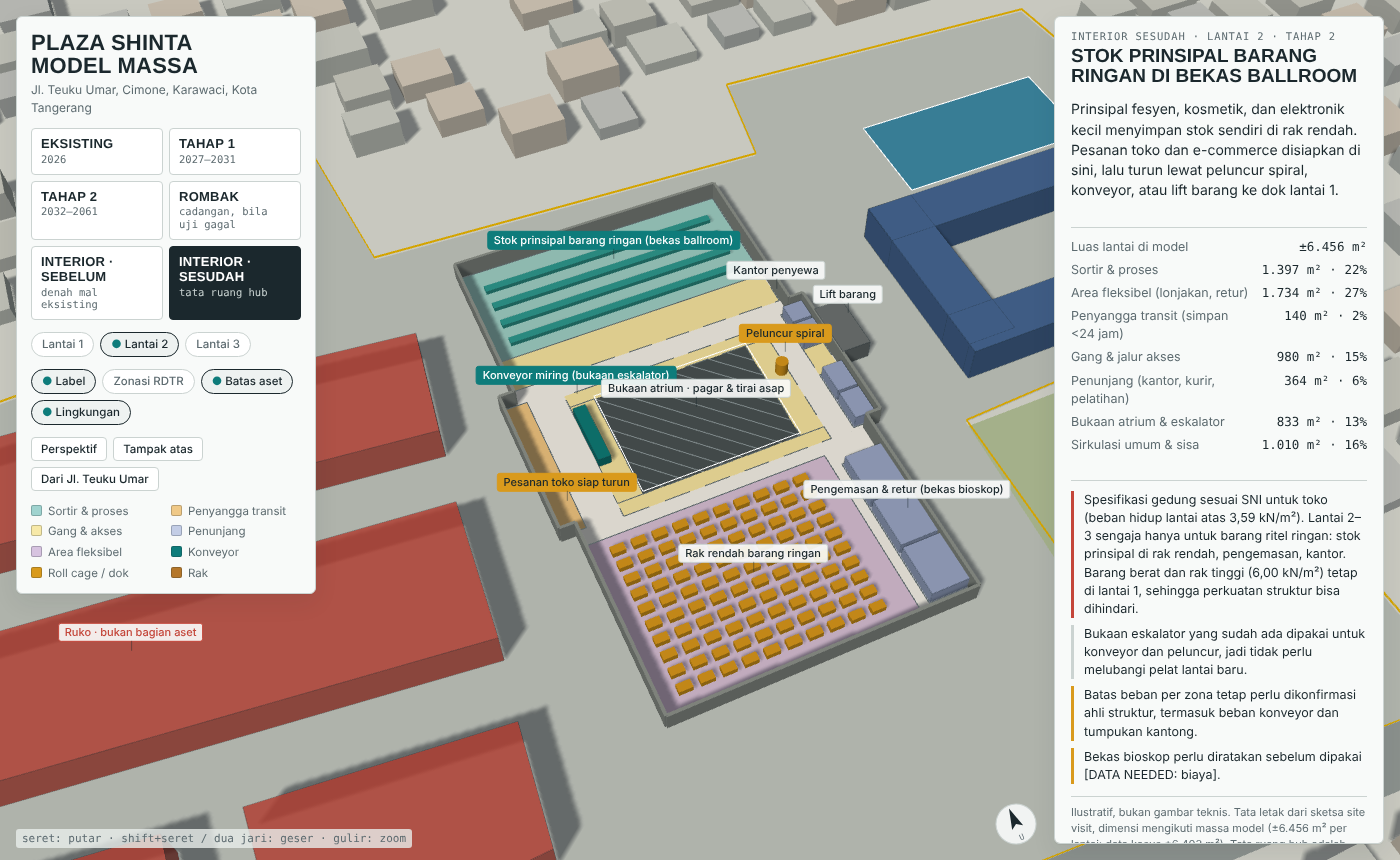 PLAZA SHINTA
MODEL MASSA
Jl. Teuku Umar, Cimone, Karawaci, Kota
Tangerang
EKSISTING
2026
TAHAP 1
2027–2031
TAHAP 2
2032–2061
ROMBAK
cadangan, bila
uji gagal
INTERIOR ·
SEBELUM
denah mal
eksisting
INTERIOR ·
SESUDAH
tata ruang hub
Lantai 1
Lantai 2
Lantai 3
Label
Zonasi RDTR
Batas aset
Lingkungan
Perspektif
Tampak atas
Dari Jl. Teuku Umar
Sortir & proses
Penyangga transit
Gang & akses
Penunjang
Area fleksibel
Konveyor
Roll cage / dok
Rak
Stok prinsipal barang ringan (bekas ballroom)
Kantor penyewa
Lift barang
Peluncur spiral
Konveyor miring (bukaan eskalator)
Bukaan atrium · pagar & tirai asap
Pesanan toko siap turun
Pengemasan & retur (bekas bioskop)
Rak rendah barang ringan
Ruko · bukan bagian aset
seret: putar · shift+seret / dua jari: geser · gulir: zoom
U
INTERIOR SESUDAH · LANTAI 2 · TAHAP 2
STOK PRINSIPAL BARANG
RINGAN DI BEKAS BALLROOM
Prinsipal fesyen, kosmetik, dan elektronik
kecil menyimpan stok sendiri di rak rendah.
Pesanan toko dan e-commerce disiapkan di
sini, lalu turun lewat peluncur spiral,
konveyor, atau lift barang ke dok lantai 1.
Luas lantai di model ±6.456 m²
Sortir & proses 1.397 m² · 22%
Area fleksibel (lonjakan, retur) 1.734 m² · 27%
Penyangga transit (simpan 140 m² · 2%
<24 jam)
Gang & jalur akses 980 m² · 15%
Penunjang (kantor, kurir, 364 m² · 6%
pelatihan)
Bukaan atrium & eskalator 833 m² · 13%
Sirkulasi umum & sisa 1.010 m² · 16%
Spesifikasi gedung sesuai SNI untuk toko
(beban hidup lantai atas 3,59 kN/m²). Lantai 2–
3 sengaja hanya untuk barang ritel ringan: stok
prinsipal di rak rendah, pengemasan, kantor.
Barang berat dan rak tinggi (6,00 kN/m²) tetap
di lantai 1, sehingga perkuatan struktur bisa
dihindari.
Bukaan eskalator yang sudah ada dipakai untuk
konveyor dan peluncur, jadi tidak perlu
melubangi pelat lantai baru.
Batas beban per zona tetap perlu dikonfirmasi
ahli struktur, termasuk beban konveyor dan
tumpukan kantong.
Bekas bioskop perlu diratakan sebelum dipakai
[DATA NEEDED: biaya].
Ilustratif, bukan gambar teknis. Tata letak dari sketsa site
visit, dimensi mengikuti massa model (±6.456 m² per